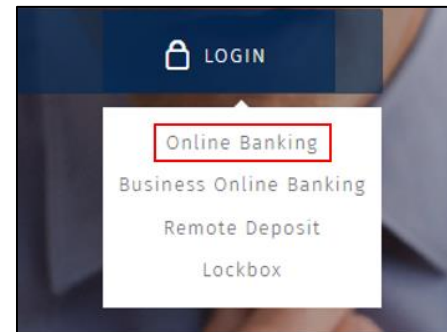 LOGIN
Online Banking
Business Online Banking
Remote Deposit
Lockbox